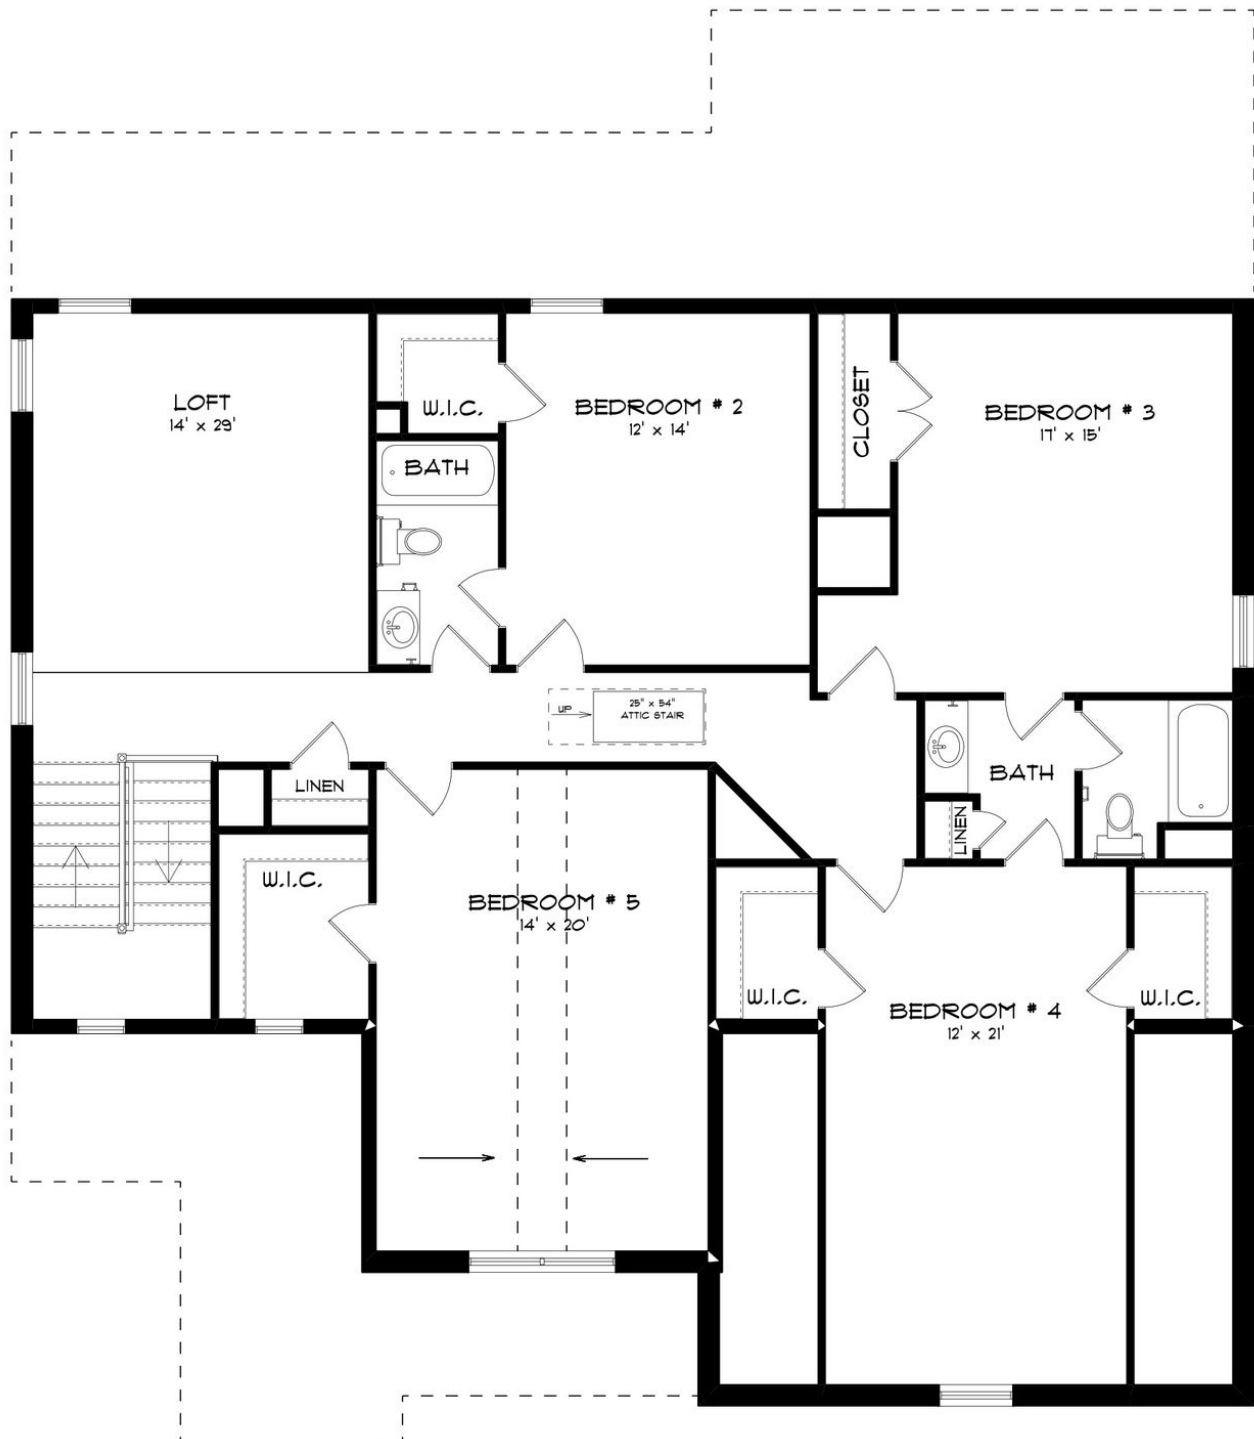 LOFT
14' x 29'
W.I.C.
BEDROOM # 2
12' x 14'
CLOSET
BEDROOM # 3
17' x 15'
BATH
UP
25" x 54"
ATTIC STAIR
LINEN
BATH
LINEN
W.I.C.
BEDROOM # 5
14' x 20'
W.I.C.
BEDROOM # 4
12' x 21'
W.I.C.